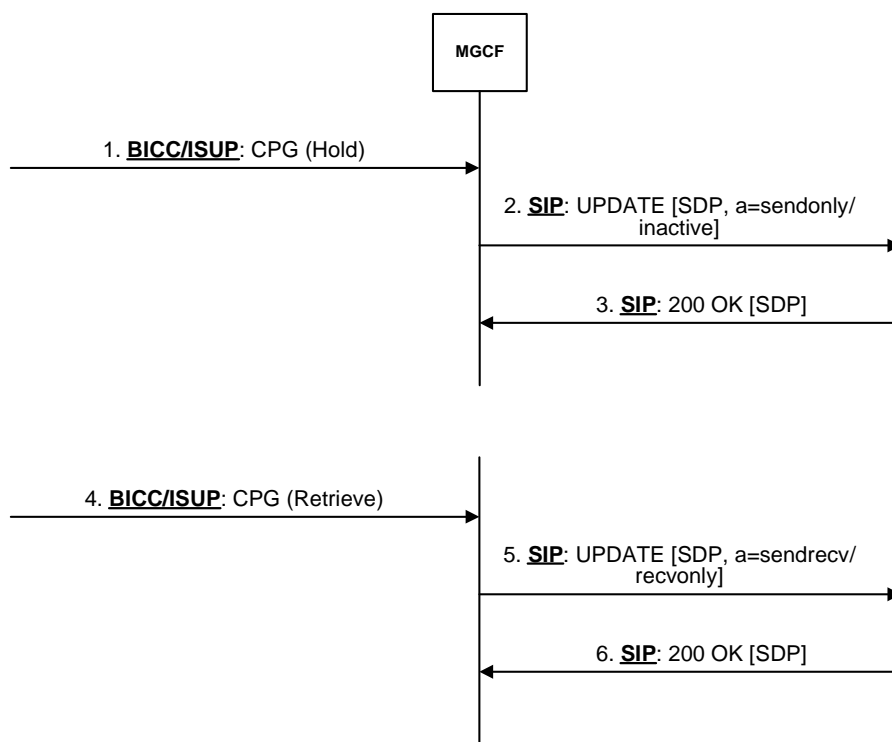 MGCF
1. BICC/ISUP: CPG (Hold)
2. SIP: UPDATE [SDP, a=sendonly/
inactive]
3. SIP: 200 OK [SDP]
4. BICC/ISUP: CPG (Retrieve)
5. SIP: UPDATE [SDP, a=sendrecv/
recvonly]
6. SIP: 200 OK [SDP]